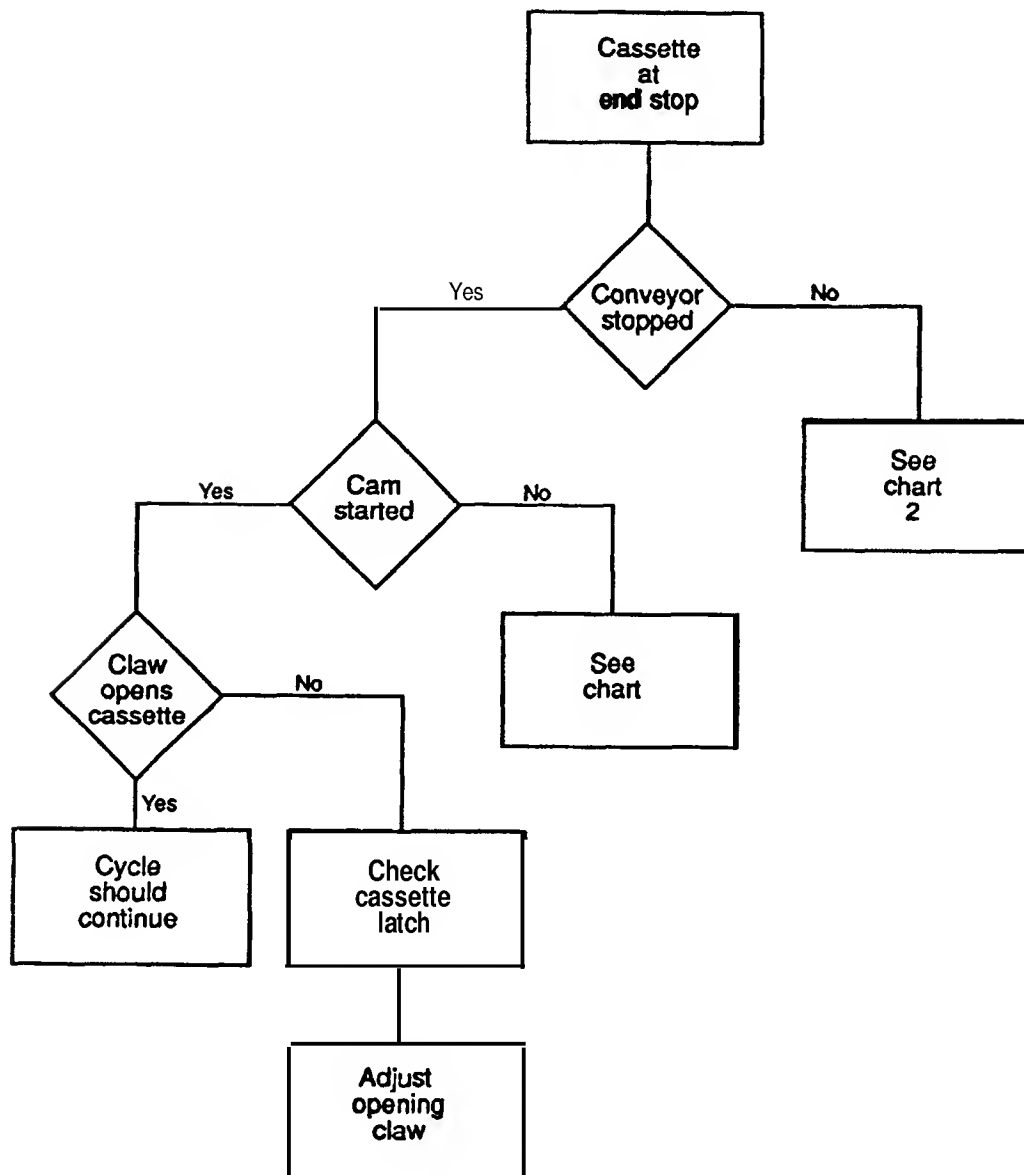 Cassette
at
end stop
Yes
Conveyor
stopped
No
Yes
Cam
started
No
See
chart
2
Claw
opens
cassette
No
See
chart
Yes
Cycle
should
continue
Check
cassette
latch
Adjust
opening
claw